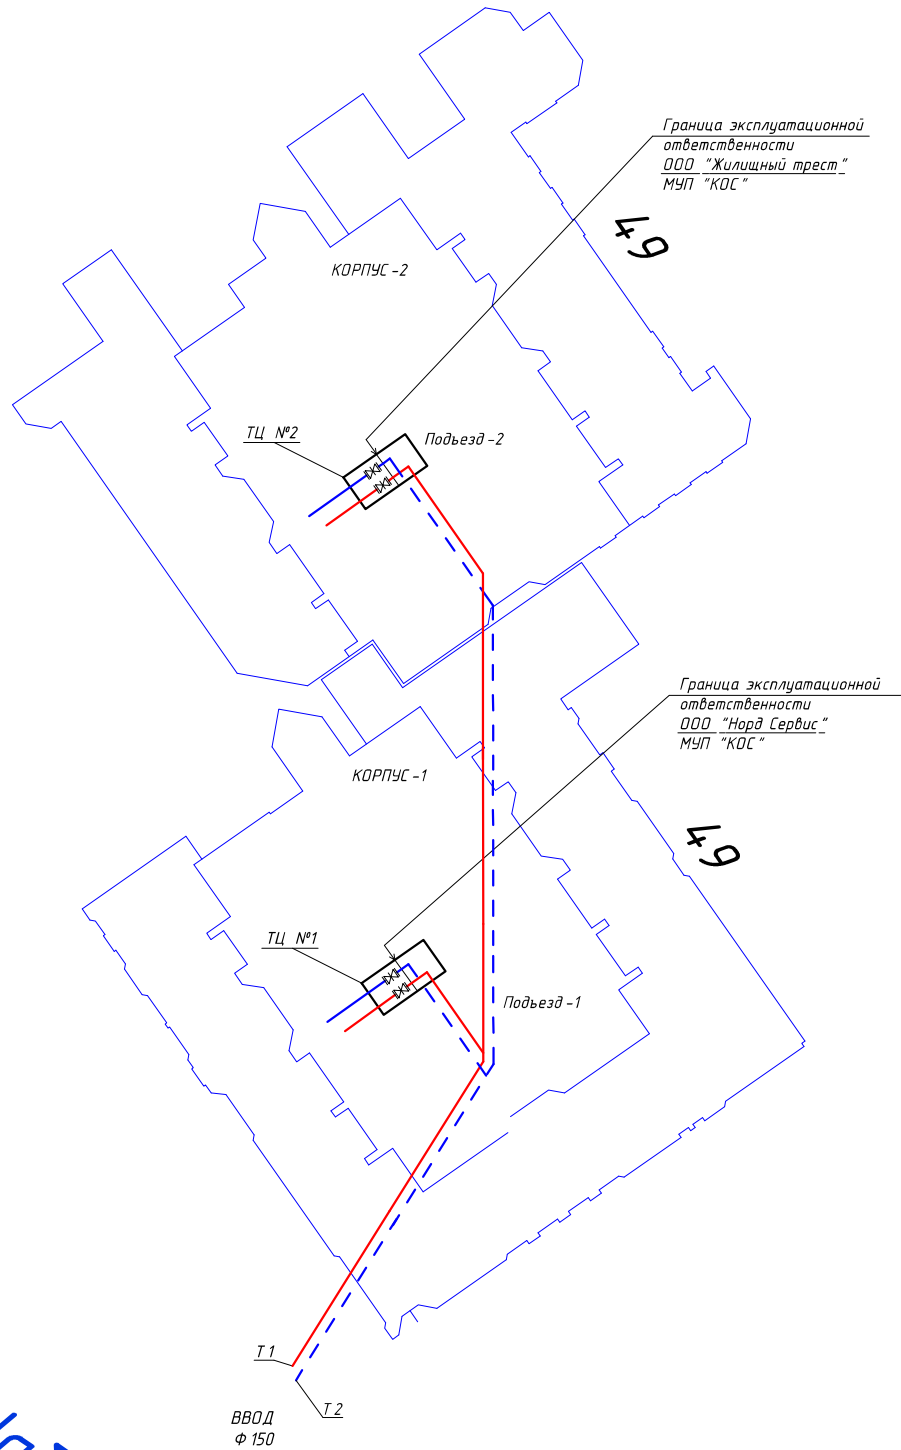 Граница эксплуатационной
ответственности
ООО "Жилищный трест"
МУП "КОС"
49
КОРПУС-2
ТЦ №2
Подъезд-2
Граница эксплуатационной
ответственности
ООО "Норд Сервис"
МУП "КОС"
КОРПУС-1
49
ТЦ №1
Подъезд-1
Т1
Т2
ВВОД
Ф150